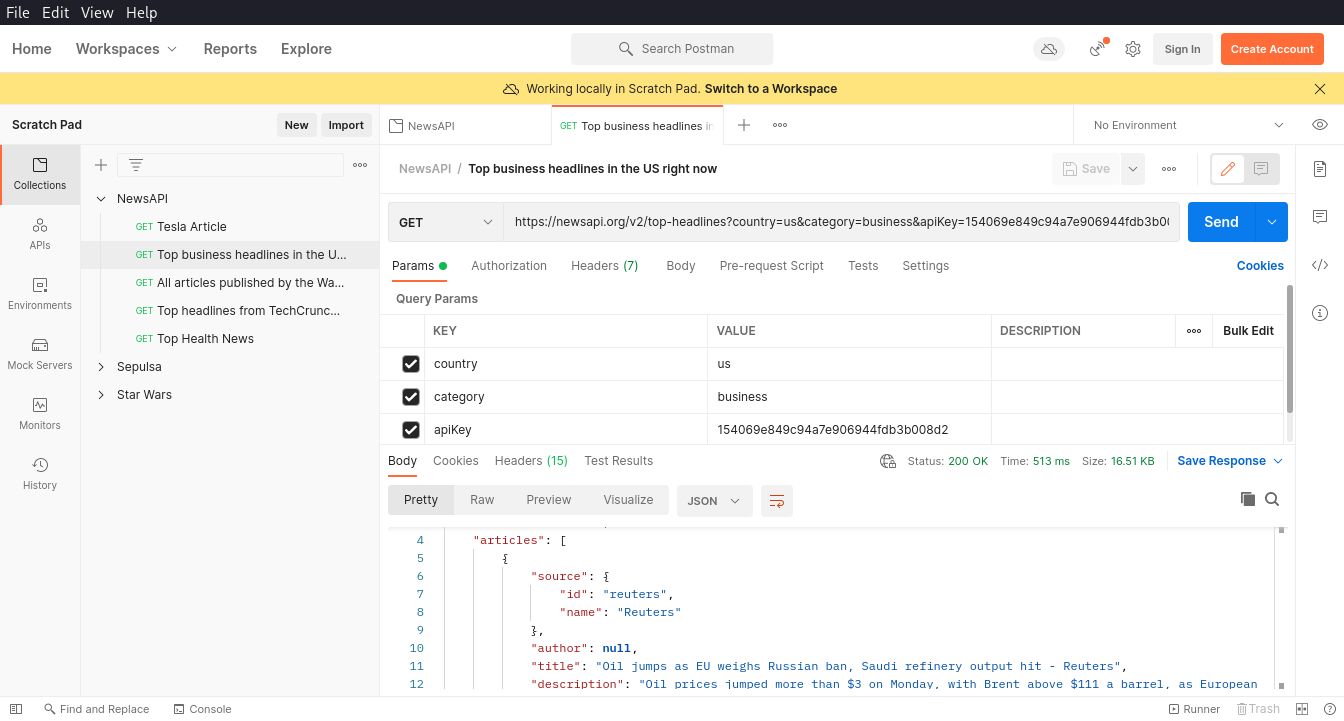 File Edit View Help
Home Workspaces Reports Explore Search Postman Sign In Create Account
Working locally in Scratch Pad. Switch to a Workspace
Scratch Pad New Import NewsAPI GET Top business headlines in No Environment
Collections
APIs
Environments
Mock Servers
Monitors
History
NewsAPI
GET Tesla Article
GET Top business headlines in the U...
GET All articles published by the Wa...
GET Top headlines from TechCrunc...
GET Top Health News
Sepulsa
Star Wars
NewsAPI / Top business headlines in the US right now Save
GET https://newsapi.org/v2/top-headlines?country=us&category=business&apiKey=154069e849c94a7e906944fdb3b00 Send
Params Authorization Headers (7) Body Pre-request Script Tests Settings Cookies
Query Params
KEY VALUE DESCRIPTION Bulk Edit
country us
category business
apiKey 154069e849c94a7e906944fdb3b008d2
Body Cookies Headers (15) Test Results Status: 200 OK Time: 513 ms Size: 16.51 KB Save Response
Pretty Raw Preview Visualize JSON
4 "articles": [
5 {
6 "source": {
7 "id": "reuters",
8 "name": "Reuters"
9 },
10 "author": null,
11 "title": "Oil jumps as EU weighs Russian ban, Saudi refinery output hit - Reuters",
12 "description": "Oil prices jumped more than $3 on Monday, with Brent above $111 a barrel, as European
Find and Replace Console Runner Trash